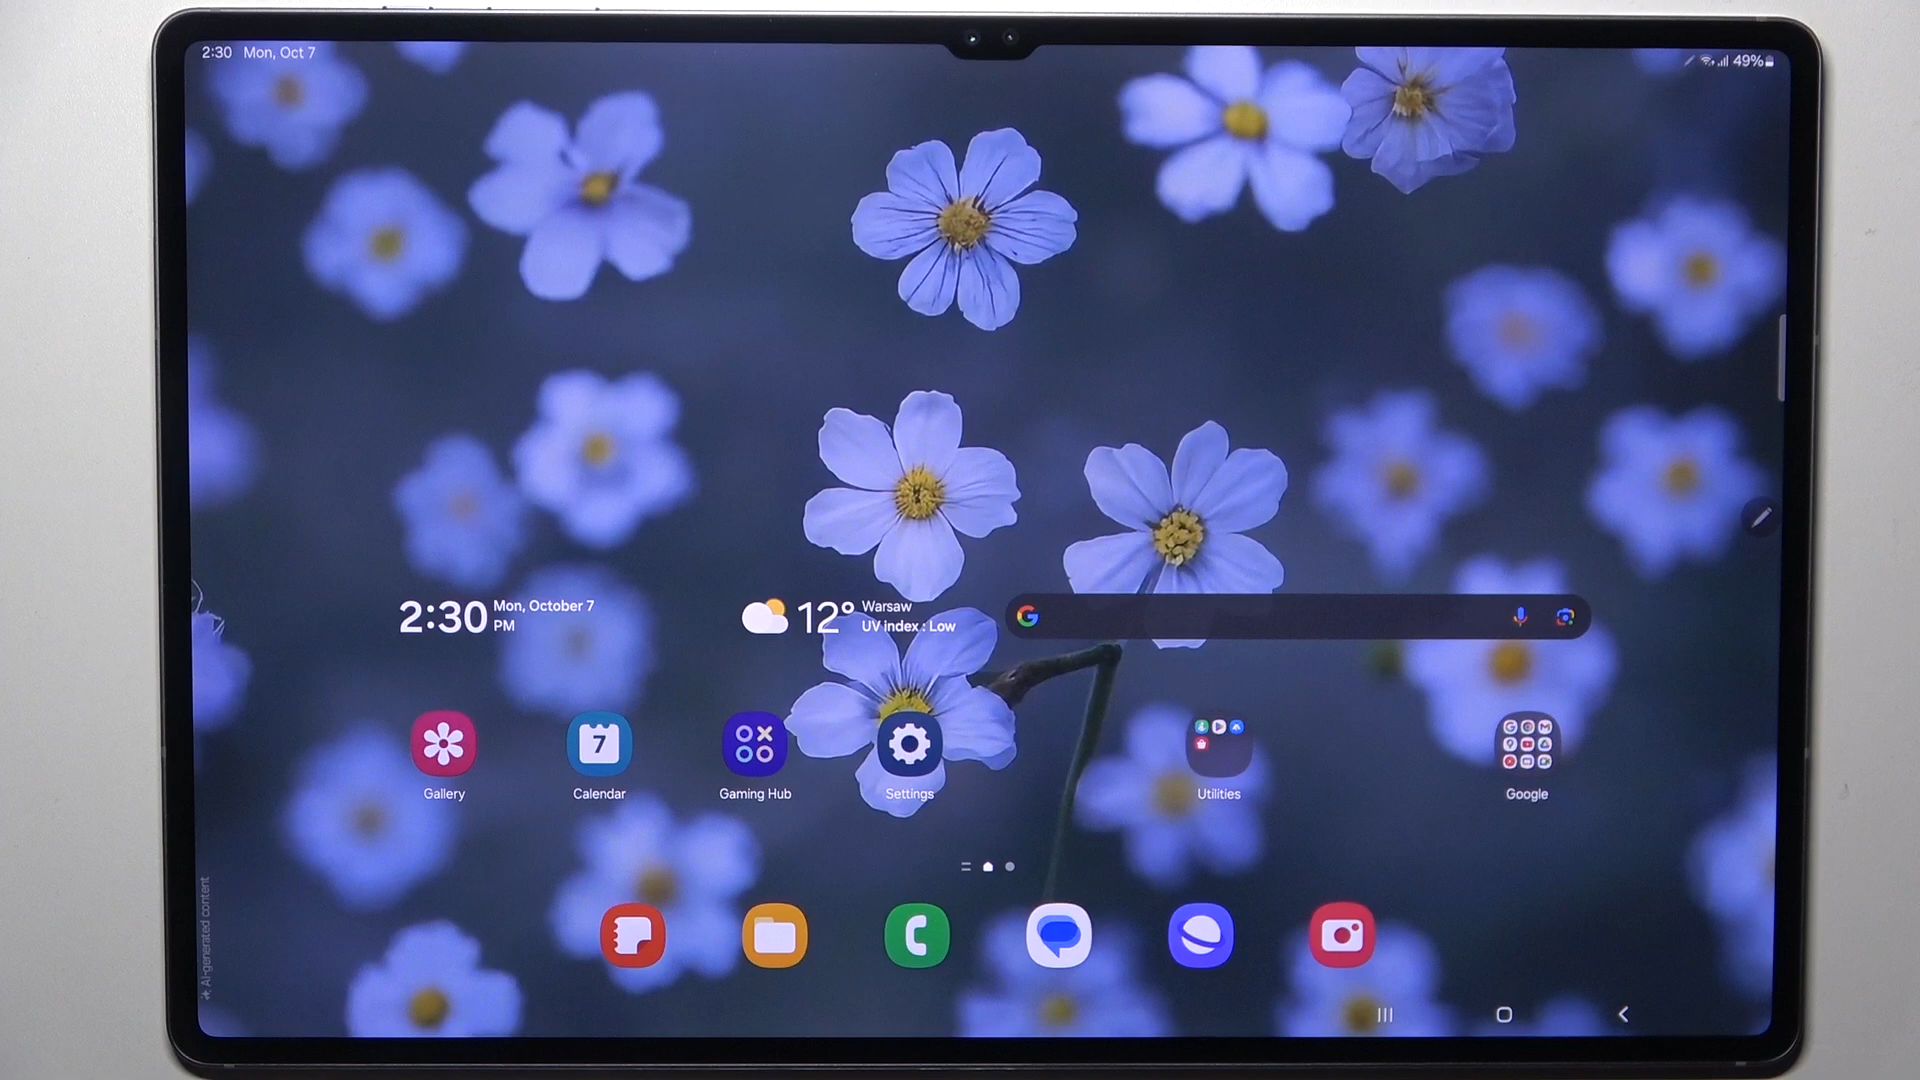 2:30 Mon, Oct 7
49%
2:30 Mon, October 7
PM
12° Warsaw
UV index : Low
Gallery
7
Calendar
Gaming Hub
Settings
Utilities
Google
AI-generated content